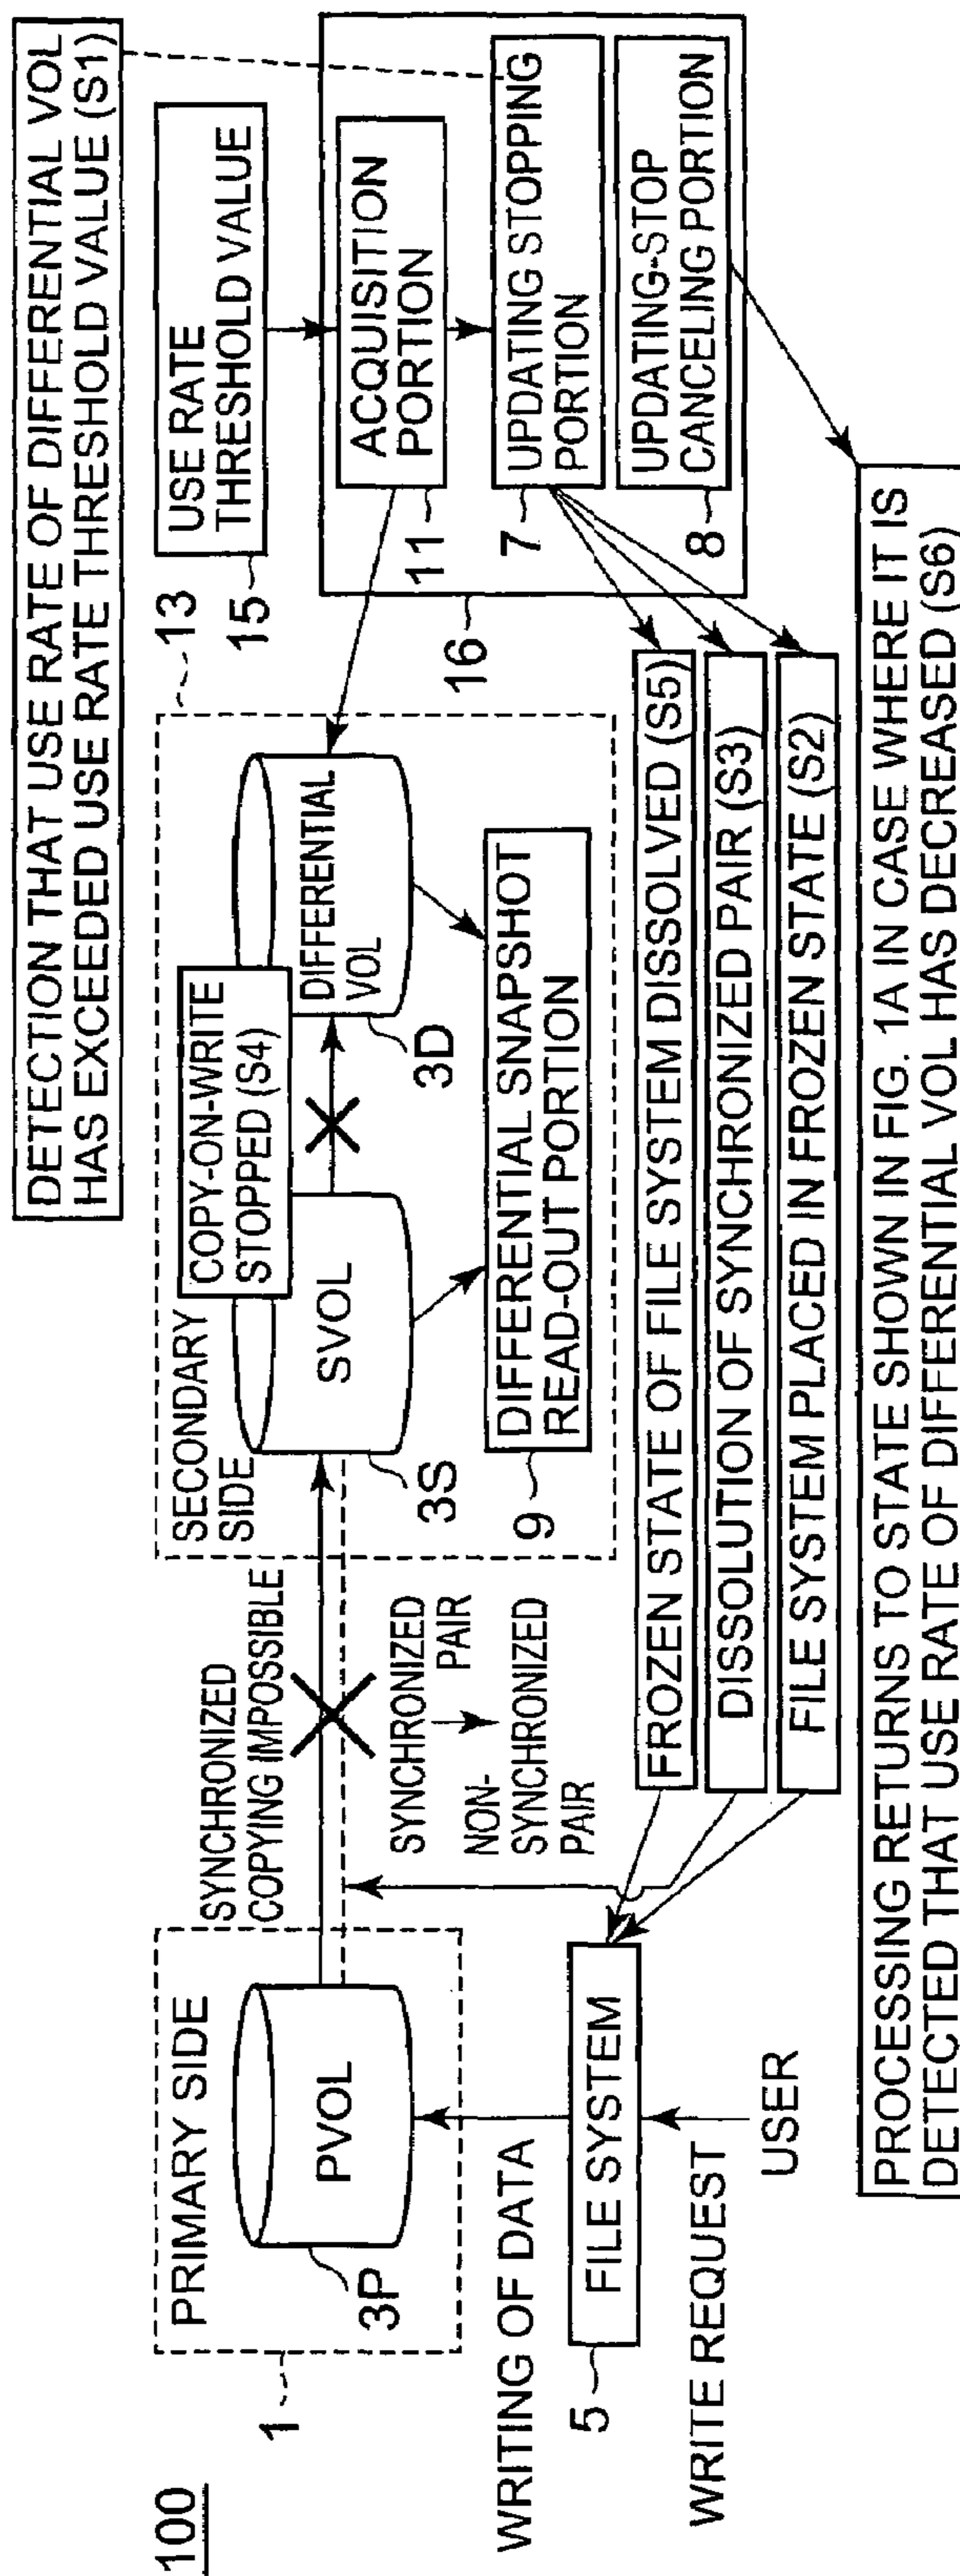 100
DETECTION THAT USE RATE OF DIFFERENTIAL VOL
HAS EXCEEDED USE RATE THRESHOLD VALUE (S1)
1
PRIMARY SIDE
PVOL
3P
WRITING OF DATA
FILE SYSTEM
5
WRITE REQUEST
USER
SYNCHRONIZED
COPYING IMPOSSIBLE
SYNCHRONIZED
PAIR
NON-
SYNCHRONIZED
PAIR
13
SECONDARY
SIDE
COPY-ON-WRITE
STOPPED (S4)
SVOL
3S
DIFFERENTIAL
VOL
3D
DIFFERENTIAL SNAPSHOT
READ-OUT PORTION
9
USE RATE
THRESHOLD VALUE
15
ACQUISITION
PORTION
11
UPDATING STOPPING
PORTION
7
UPDATING-STOP
CANCELING PORTION
8
16
FROZEN STATE OF FILE SYSTEM DISSOLVED (S5)
DISSOLUTION OF SYNCHRONIZED PAIR (S3)
FILE SYSTEM PLACED IN FROZEN STATE (S2)
PROCESSING RETURNS TO STATE SHOWN IN FIG. 1A IN CASE WHERE IT IS
DETECTED THAT USE RATE OF DIFFERENTIAL VOL HAS DECREASED (S6)